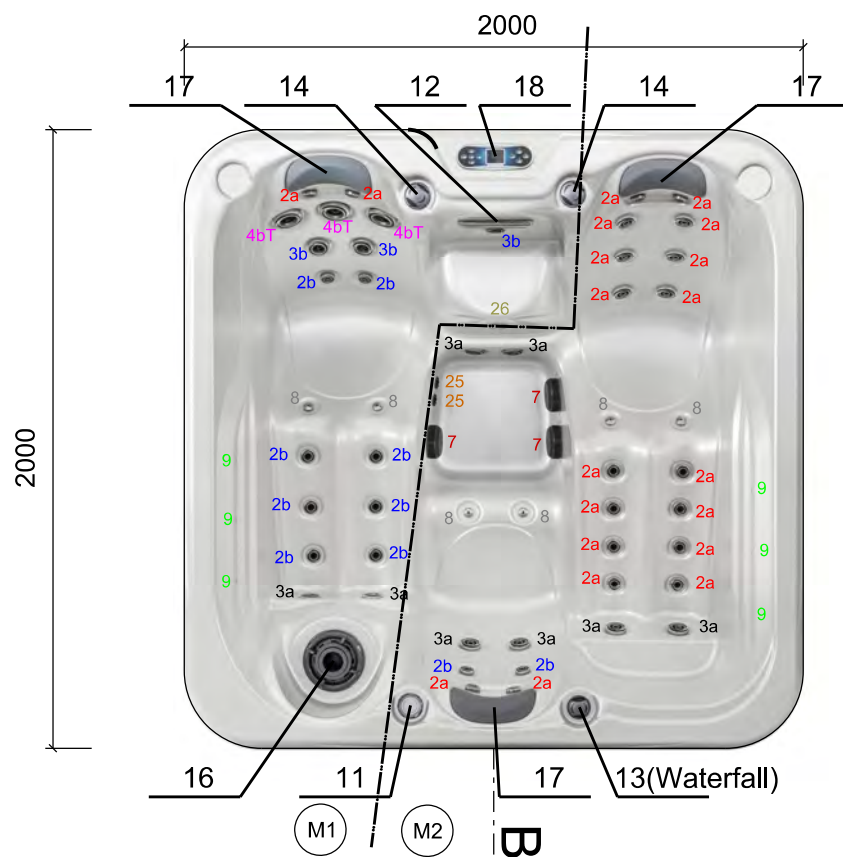 2000
17 14 12 18 14 17
2000
2a 2a 2a 2a
4bT 4bT 4bT 2a 2a
3b 3b 3b 2a 2a
2b 2b 2a 2a
26
3a 3a
25 7
25
8 8 8 8
7 7
9 2b 2b 2a 2a 9
9 2b 2b 8 8 2a 2a
2b 2b 2a 2a 9
9 2a 2a
3a 3a 9
3a 3a 3a 3a
2b 2b
2a 2a
16 11 17 13(Waterfall)
M1 M2 B